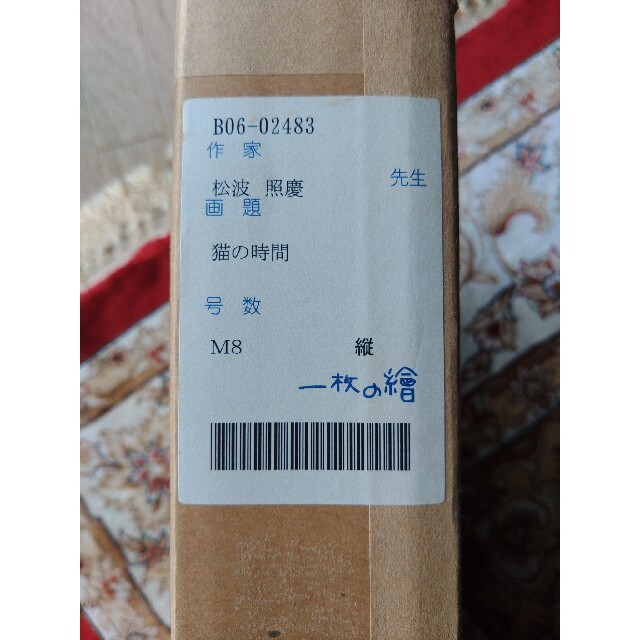 B06-02483
作家
松波 照慶 先生
画題
猫の時間
号数
M8 縦
一枚の繪